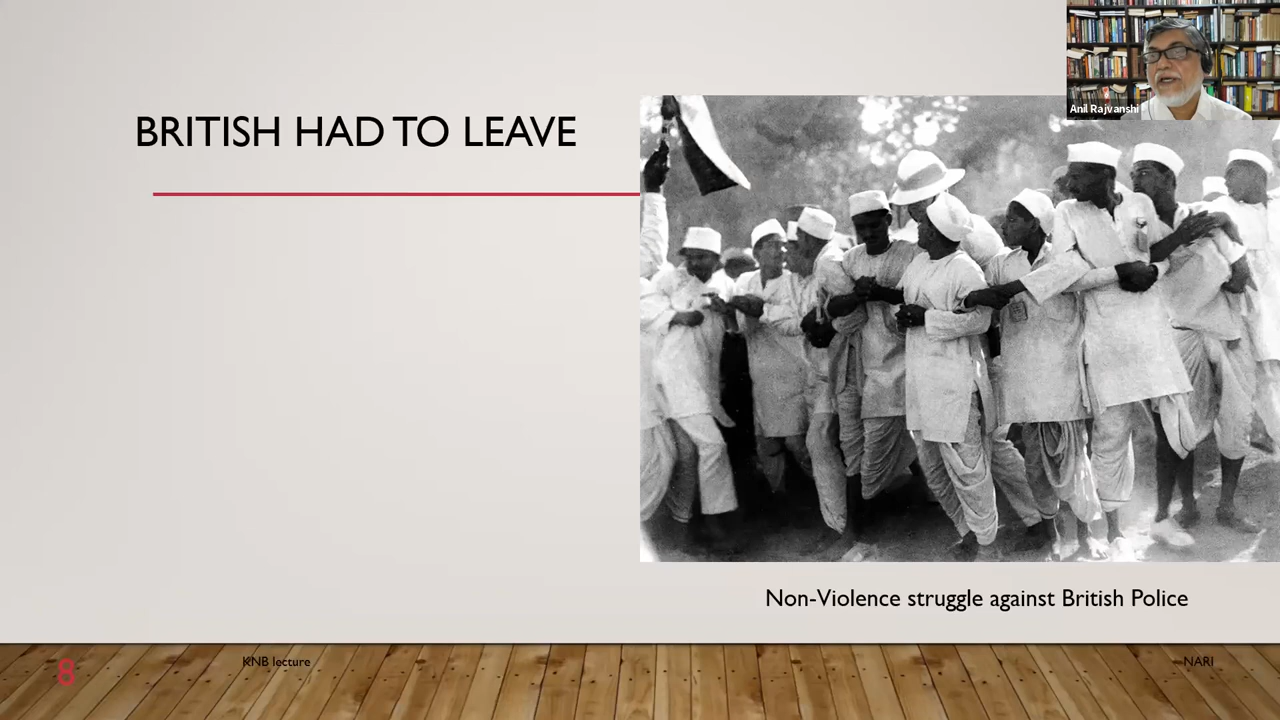 Anil Rajvanshi
BRITISH HAD TO LEAVE
Non-Violence struggle against British Police
8
KNB lecture
NARI